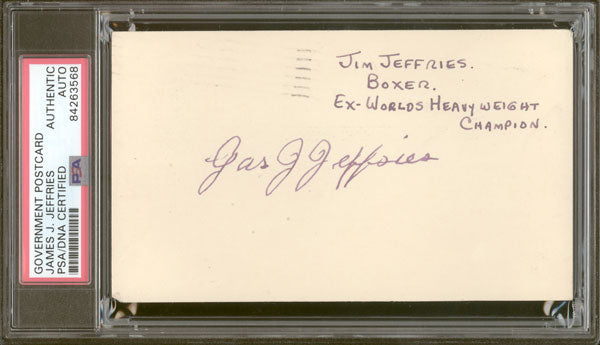 GOVERNMENT POSTCARD
JAMES J. JEFFRIES
PSA/DNA CERTIFIED
AUTHENTIC
AUTO
84263568
PSA
JIM JEFFRIES.
BOXER.
EX-WORLDS HEAVYWEIGHT
CHAMPION.
Jas J Jeffries